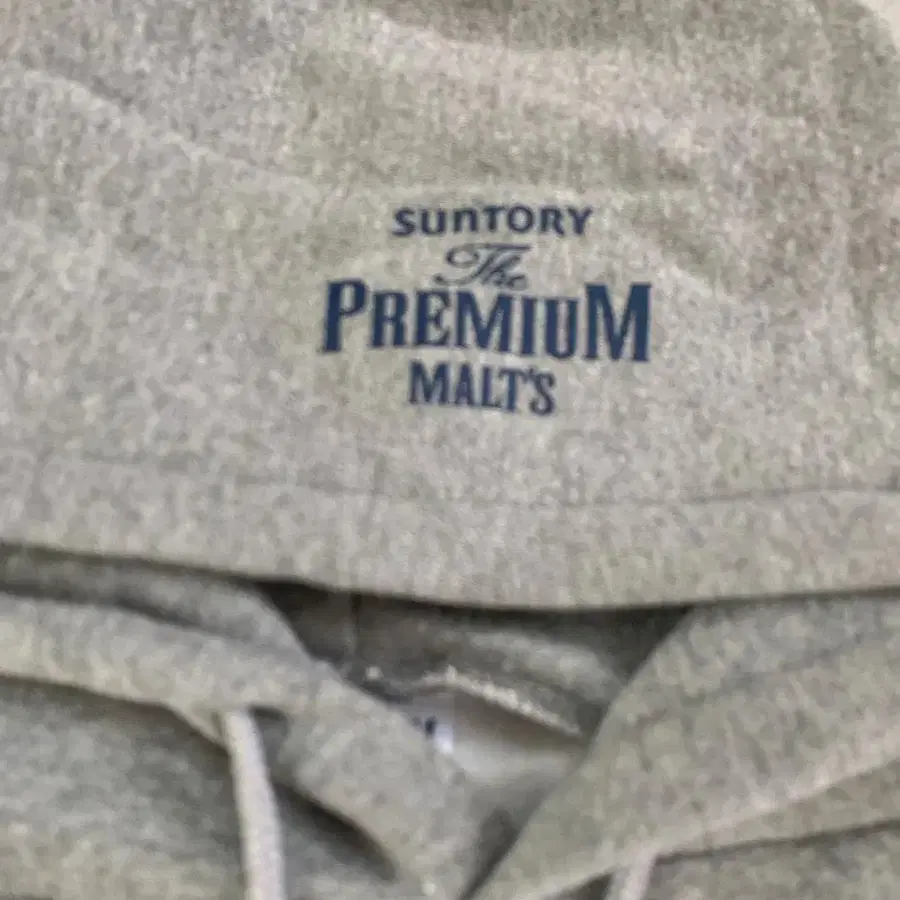 SUNTORY
The
PREMIUM
MALT'S